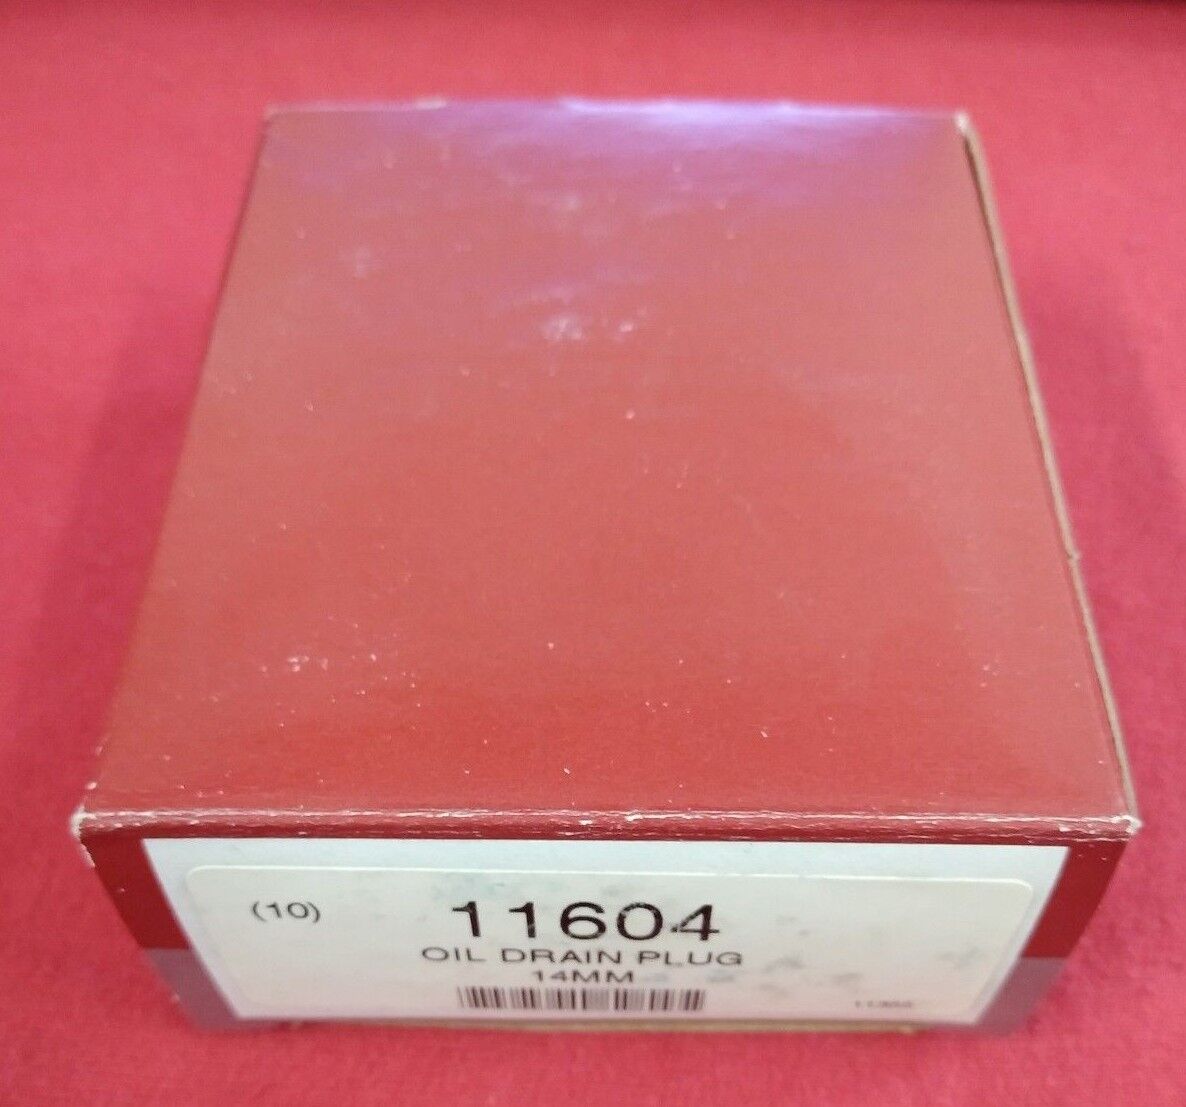 (10) 11604
OIL DRAIN PLUG
14MM